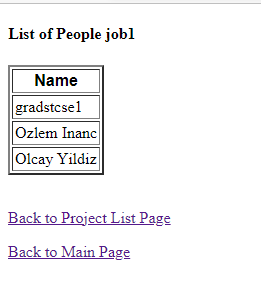 List of People job1
Name
gradstcse1
Ozlem Inanc
Olcay Yildiz
Back to Project List Page
Back to Main Page